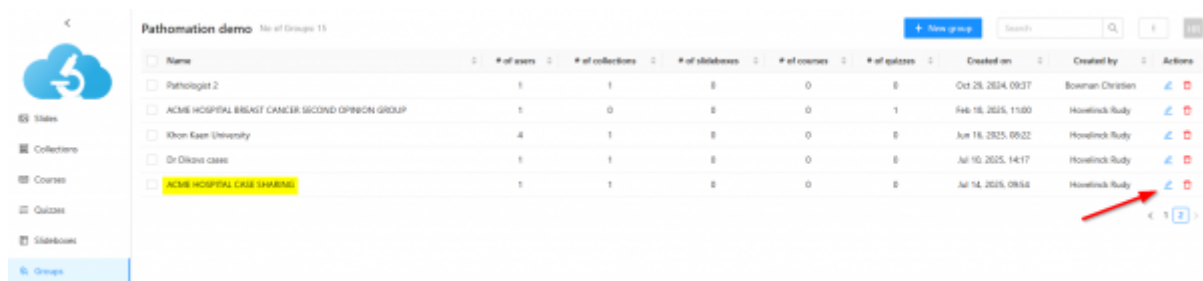 Pathomation demo No of Groups: 15
+ New group Search
Name # of users # of collections # of slideboxes # of courses # of quizzes Created on Created by Actions
Pathologist 2 1 1 0 0 0 Oct 29, 2024, 09:37 Bowman Christien
ACME HOSPITAL BREAST CANCER SECOND OPINION GROUP 1 0 0 0 1 Feb 18, 2025, 11:00 Hovelinck Rudy
Khon Kaen University 4 1 0 0 0 Jun 16, 2025, 08:22 Hovelinck Rudy
Dr Dikovs cases 1 1 0 0 0 Jul 10, 2025, 14:17 Hovelinck Rudy
ACME HOSPITAL CASE SHARING 1 1 0 0 0 Jul 14, 2025, 09:54 Hovelinck Rudy
< 1 2 >
Slides
Collections
Courses
Quizzes
Slideboxes
Groups